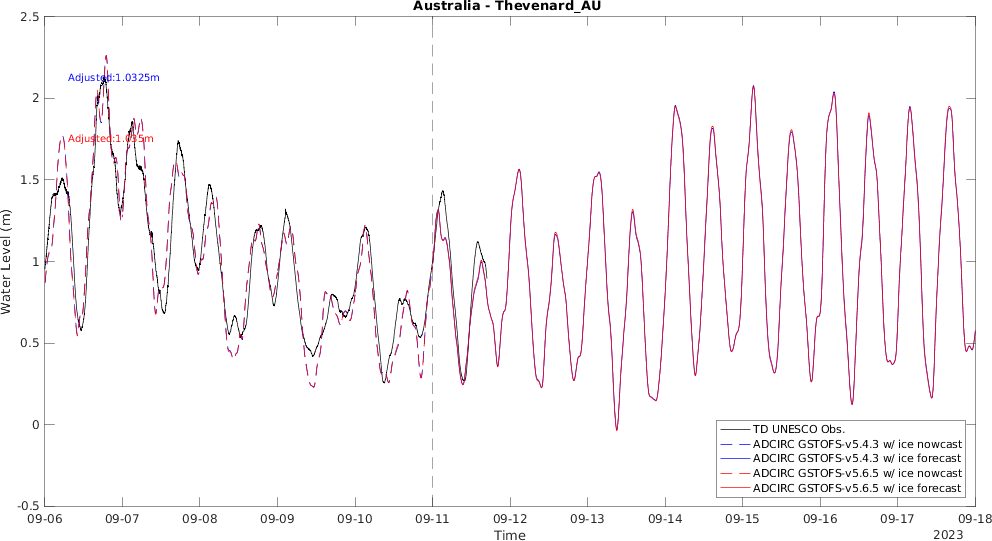 Australia - Thevenard_AU
2.5
2
1.5
1
0.5
0
-0.5
Water Level (m)
Adjusted:1.0325m
Adjusted:1.035m
TD UNESCO Obs.
ADCIRC GSTOFS-v5.4.3 w/ ice nowcast
ADCIRC GSTOFS-v5.4.3 w/ ice forecast
ADCIRC GSTOFS-v5.6.5 w/ ice nowcast
ADCIRC GSTOFS-v5.6.5 w/ ice forecast
09-06 09-07 09-08 09-09 09-10 09-11 09-12 09-13 09-14 09-15 09-16 09-17 09-18
Time
2023